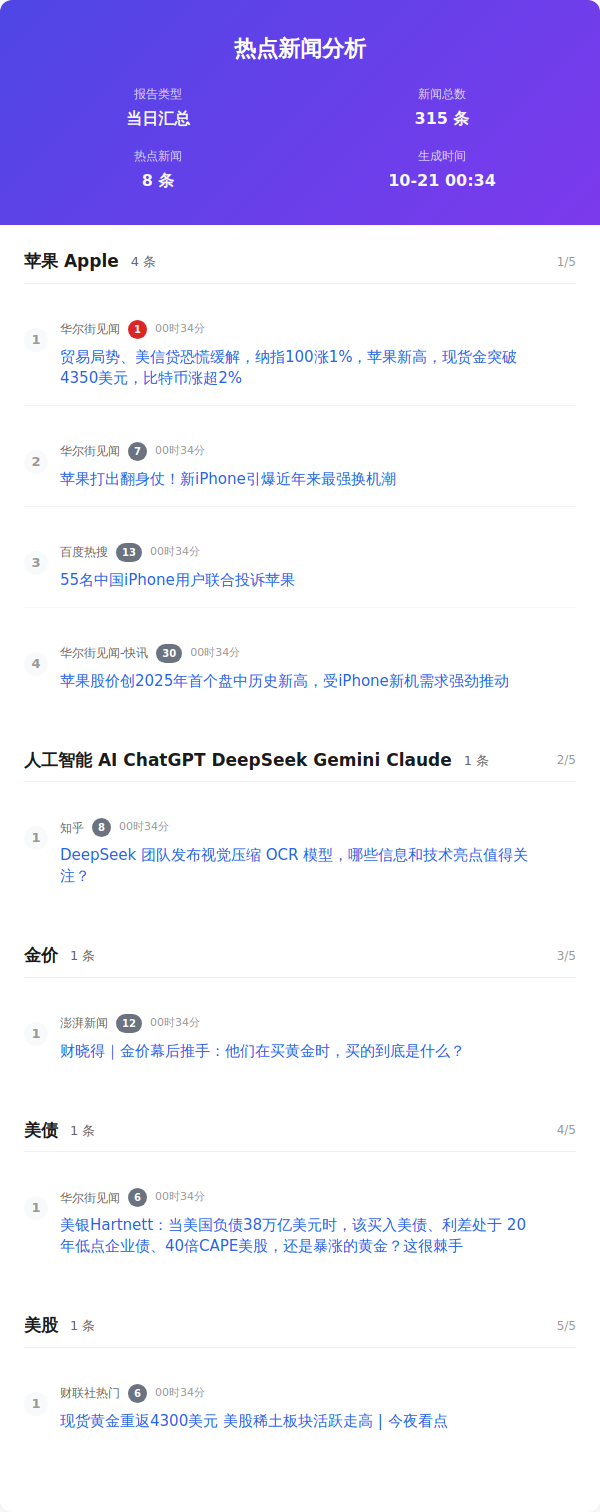 热点新闻分析
报告类型
当日汇总
新闻总数
315 条
热点新闻
8 条
生成时间
10-21 00:34
苹果 Apple 4 条 1/5
1
华尔街见闻 1 00时34分
贸易局势、美信贷恐慌缓解，纳指100涨1%，苹果新高，现货金突破
4350美元，比特币涨超2%
2
华尔街见闻 7 00时34分
苹果打出翻身仗！新iPhone引爆近年来最强换机潮
3
百度热搜 13 00时34分
55名中国iPhone用户联合投诉苹果
4
华尔街见闻-快讯 30 00时34分
苹果股价创2025年首个盘中历史新高，受iPhone新机需求强劲推动
人工智能 AI ChatGPT DeepSeek Gemini Claude 1 条 2/5
1
知乎 8 00时34分
DeepSeek 团队发布视觉压缩 OCR 模型，哪些信息和技术亮点值得关
注？
金价 1 条 3/5
1
澎湃新闻 12 00时34分
财晓得｜金价幕后推手：他们在买黄金时，买的到底是什么？
美债 1 条 4/5
1
华尔街见闻 6 00时34分
美银Hartnett：当美国负债38万亿美元时，该买入美债、利差处于 20
年低点企业债、40倍CAPE美股，还是暴涨的黄金？这很棘手
美股 1 条 5/5
1
财联社热门 6 00时34分
现货黄金重返4300美元 美股稀土板块活跃走高 | 今夜看点